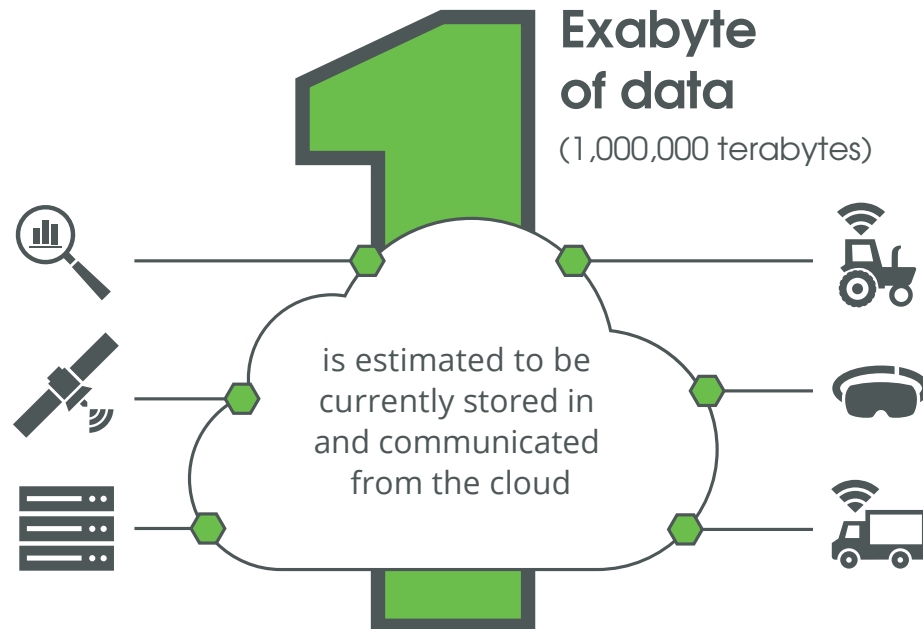 1
Exabyte
of data
(1,000,000 terabytes)
is estimated to be
currently stored in
and communicated
from the cloud